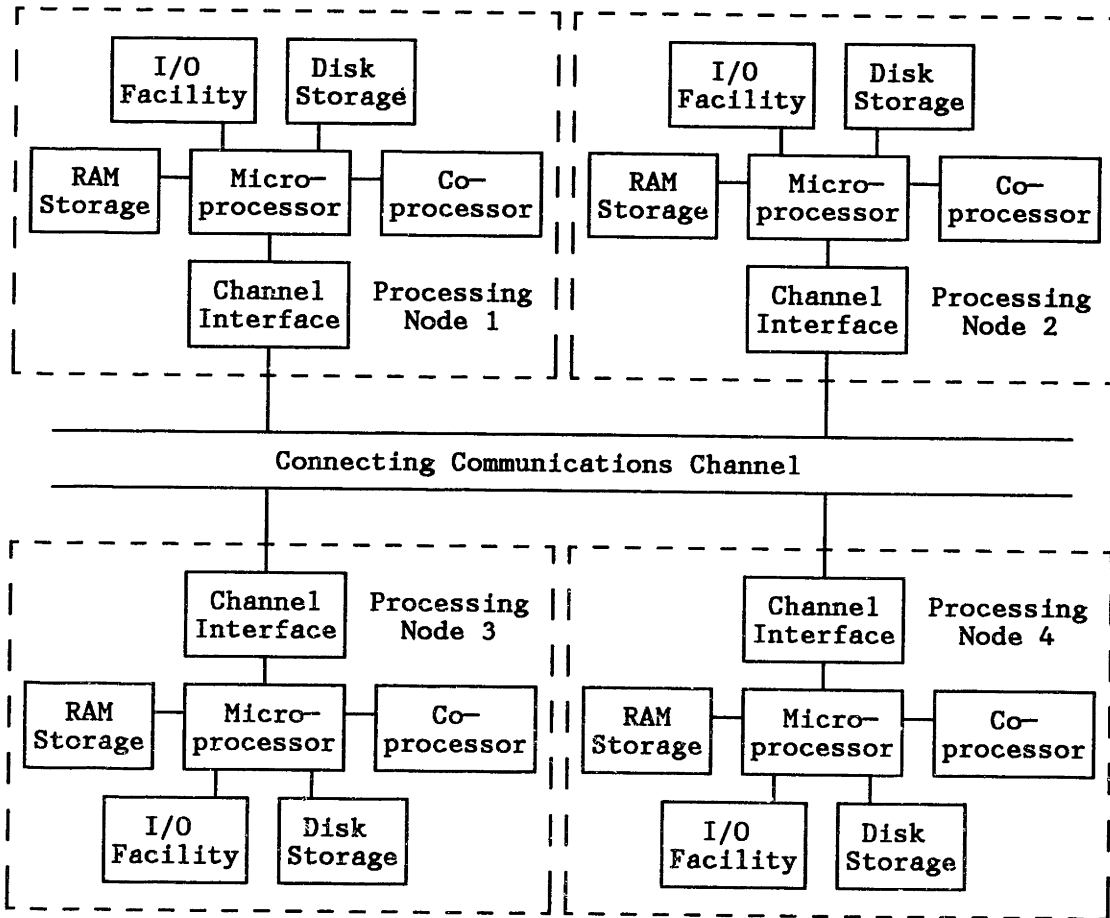 I/O
Facility
Disk
Storage
RAM
Storage
Micro-
processor
Co-
processor
Channel
Interface
Processing
Node 1
I/O
Facility
Disk
Storage
RAM
Storage
Micro-
processor
Co-
processor
Channel
Interface
Processing
Node 2
Connecting Communications Channel
Channel
Interface
Processing
Node 3
RAM
Storage
Micro-
processor
Co-
processor
I/O
Facility
Disk
Storage
Channel
Interface
Processing
Node 4
RAM
Storage
Micro-
processor
Co-
processor
I/O
Facility
Disk
Storage